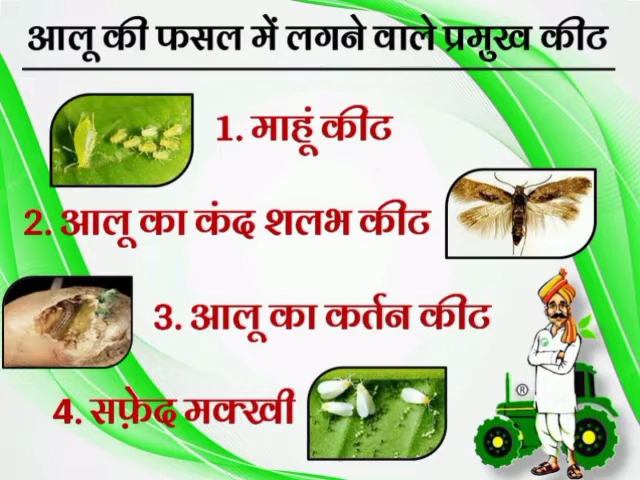 आलू की फसल में लगने वाले प्रमुख कीट
1. माहूं कीट
2. आलू का कंद शलभ कीट
3. आलू का कर्तन कीट
4. सफ़ेद मक्खी
®